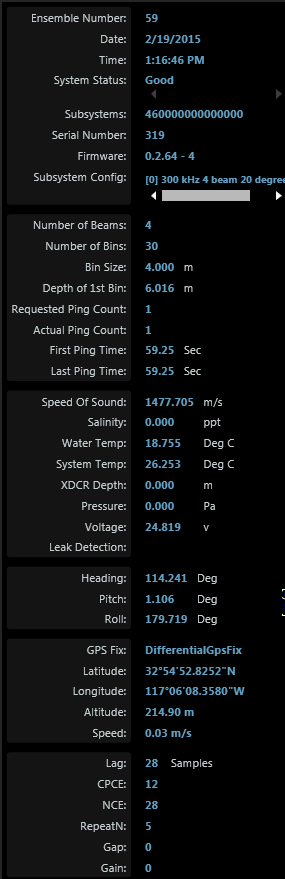 Ensemble Number: 59
Date: 2/19/2015
Time: 1:16:46 PM
System Status: Good
Subsystems: 460000000000000
Serial Number: 319
Firmware: 0.2.64 - 4
Subsystem Config: [0] 300 kHz 4 beam 20 degree
Number of Beams: 4
Number of Bins: 30
Bin Size: 4.000 m
Depth of 1st Bin: 6.016 m
Requested Ping Count: 1
Actual Ping Count: 1
First Ping Time: 59.25 Sec
Last Ping Time: 59.25 Sec
Speed Of Sound: 1477.705 m/s
Salinity: 0.000 ppt
Water Temp: 18.755 Deg C
System Temp: 26.253 Deg C
XDCR Depth: 0.000 m
Pressure: 0.000 Pa
Voltage: 24.819 v
Leak Detection:
Heading: 114.241 Deg
Pitch: 1.106 Deg
Roll: 179.719 Deg
GPS Fix: DifferentialGpsFix
Latitude: 32°54'52.8252"N
Longitude: 117°06'08.3580"W
Altitude: 214.90 m
Speed: 0.03 m/s
Lag: 28 Samples
CPCE: 12
NCE: 28
RepeatN: 5
Gap: 0
Gain: 0